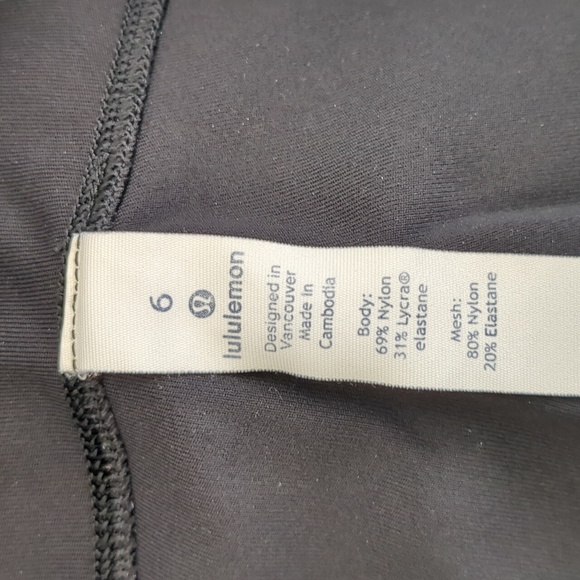 6
lululemon
Designed in
Vancouver
Made in
Cambodia
Body:
69% Nylon
31% Lycra®
elastane
Mesh:
80% Nylon
20% Elastane